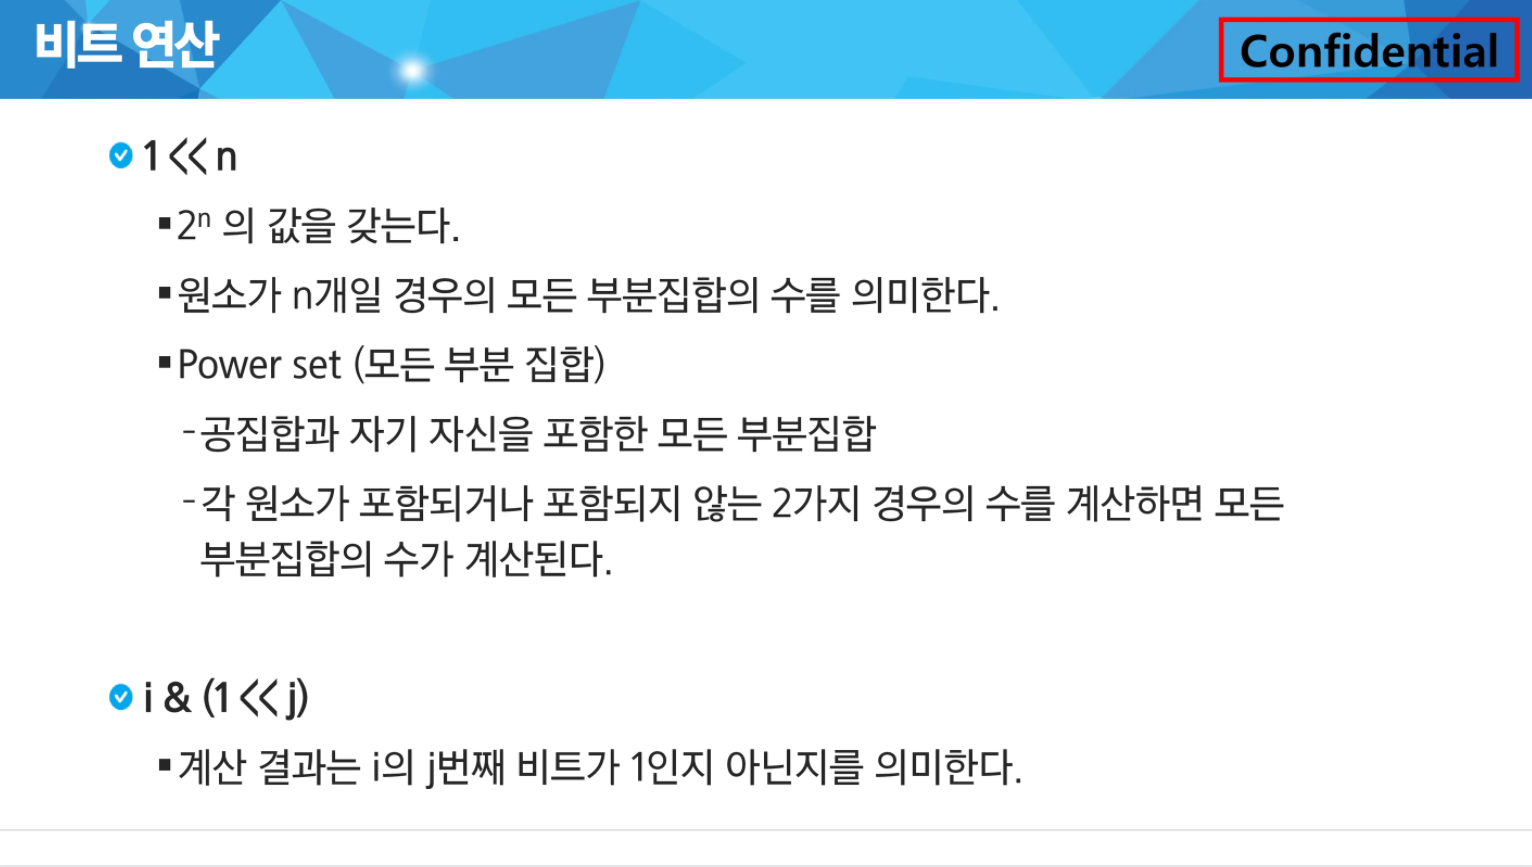 비트 연산
Confidential
1<<n
▪2ⁿ 의 값을 갖는다.
▪원소가 n개일 경우의 모든 부분집합의 수를 의미한다.
▪Power set (모든 부분 집합)
-공집합과 자기 자신을 포함한 모든 부분집합
-각 원소가 포함되거나 포함되지 않는 2가지 경우의 수를 계산하면 모든
부분집합의 수가 계산된다.
i & (1<<j)
▪계산 결과는 i의 j번째 비트가 1인지 아닌지를 의미한다.